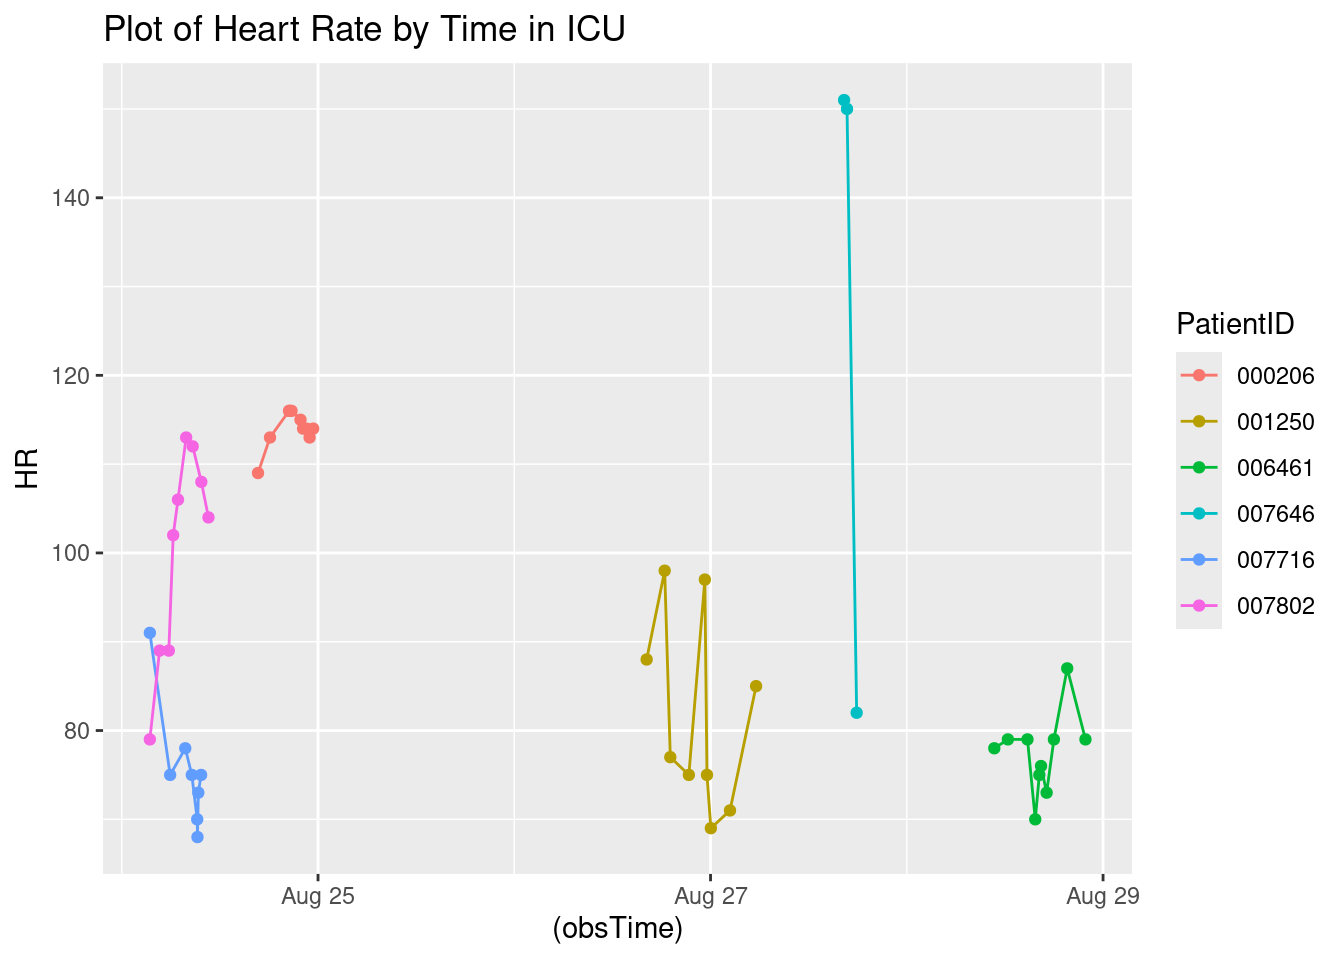 Plot of Heart Rate by Time in ICU
HR
140
120
100
80
Aug 25
Aug 27
Aug 29
(obsTime)
PatientID
000206
001250
006461
007646
007716
007802